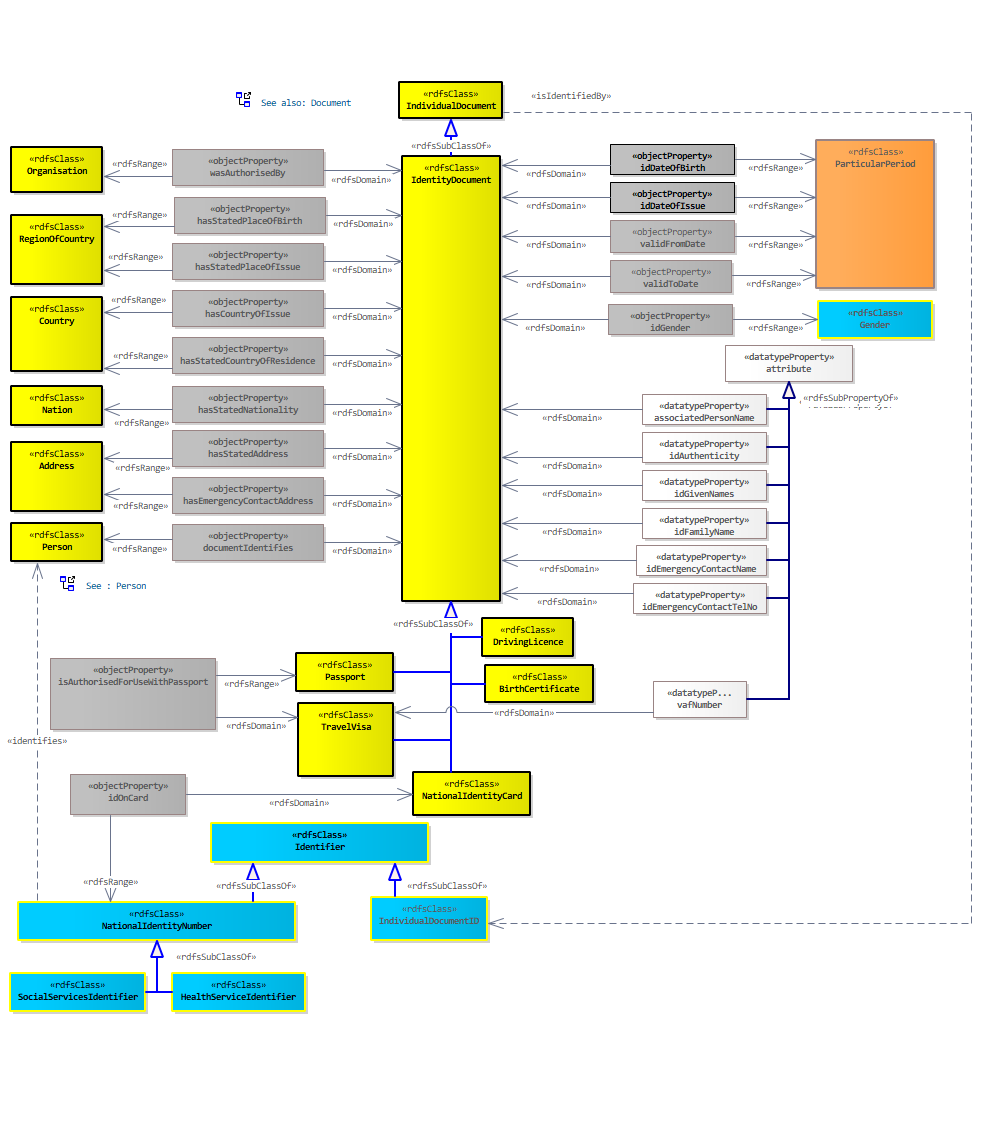 «rdfsClass»
IndividualDocument
«isIdentifiedBy»
See also: Document
«rdfsSubClassOf»
«rdfsClass»
Organisation
«rdfsRange»
«objectProperty»
wasAuthorisedBy
«rdfsDomain»
«rdfsClass»
IdentityDocument
«rdfsDomain»
«objectProperty»
idDateOfBirth
«rdfsRange»
«rdfsClass»
ParticularPeriod
«rdfsClass»
RegionOfCountry
«rdfsRange»
«objectProperty»
hasStatedPlaceOfBirth
«rdfsDomain»
«rdfsDomain»
«objectProperty»
idDateOfIssue
«rdfsRange»
«rdfsRange»
«objectProperty»
hasStatedPlaceOfIssue
«rdfsDomain»
«rdfsDomain»
«objectProperty»
validFromDate
«rdfsRange»
«rdfsDomain»
«objectProperty»
validToDate
«rdfsRange»
«rdfsClass»
Country
«rdfsRange»
«objectProperty»
hasCountryOfIssue
«rdfsDomain»
«rdfsDomain»
«objectProperty»
idGender
«rdfsRange»
«rdfsClass»
Gender
«rdfsRange»
«objectProperty»
hasStatedCountryOfResidence
«rdfsDomain»
«datatypeProperty»
attribute
«rdfsSubPropertyOf»
«rdfsClass»
Nation
«rdfsRange»
«objectProperty»
hasStatedNationality
«rdfsDomain»
«rdfsDomain»
«datatypeProperty»
associatedPersonName
«rdfsClass»
Address
«rdfsRange»
«objectProperty»
hasStatedAddress
«rdfsDomain»
«rdfsDomain»
«datatypeProperty»
idAuthenticity
«rdfsRange»
«objectProperty»
hasEmergencyContactAddress
«rdfsDomain»
«rdfsDomain»
«datatypeProperty»
idGivenNames
«rdfsClass»
Person
«rdfsRange»
«objectProperty»
documentIdentifies
«rdfsDomain»
«rdfsDomain»
«datatypeProperty»
idFamilyName
«rdfsDomain»
«datatypeProperty»
idEmergencyContactName
See : Person
«rdfsDomain»
«datatypeProperty»
idEmergencyContactTelNo
«rdfsSubClassOf»
«rdfsClass»
DrivingLicence
«objectProperty»
isAuthorisedForUseWithPassport
«rdfsRange»
«rdfsClass»
Passport
«rdfsClass»
BirthCertificate
«rdfsDomain»
«rdfsClass»
TravelVisa
«rdfsDomain»
«datatypeP...
vafNumber
«identifies»
«objectProperty»
idOnCard
«rdfsDomain»
«rdfsClass»
NationalIdentityCard
«rdfsClass»
Identifier
«rdfsRange»
«rdfsSubClassOf»
«rdfsSubClassOf»
«rdfsClass»
NationalIdentityNumber
«rdfsClass»
IndividualDocumentID
«rdfsSubClassOf»
«rdfsClass»
SocialServicesIdentifier
«rdfsClass»
HealthServiceIdentifier